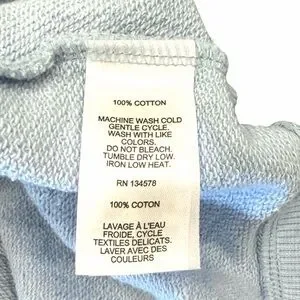 100% COTTON
MACHINE WASH COLD
GENTLE CYCLE.
WASH WITH LIKE
COLORS.
DO NOT BLEACH.
TUMBLE DRY LOW.
IRON LOW HEAT.
RN 134578
100% COTON
LAVAGE À L'EAU
FROIDE, CYCLE
TEXTILES DELICATS.
LAVER AVEC DES
COULEURS